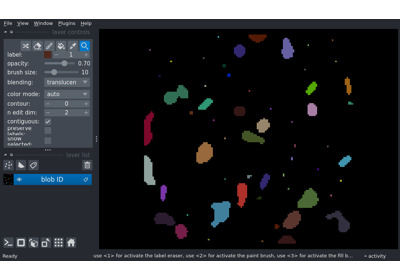 File View Window Plugins Help
layer controls
label: 1
opacity: 0.70
brush size: 10
blending: translucen
color mode: auto
contour: 0
n edit dim: 2
contiguous:
preserve labels:
show selected:
layer list
blob ID
Ready
use <1> for activate the label eraser, use <2> for activate the paint brush, use <3> for activate the fill b...
activity